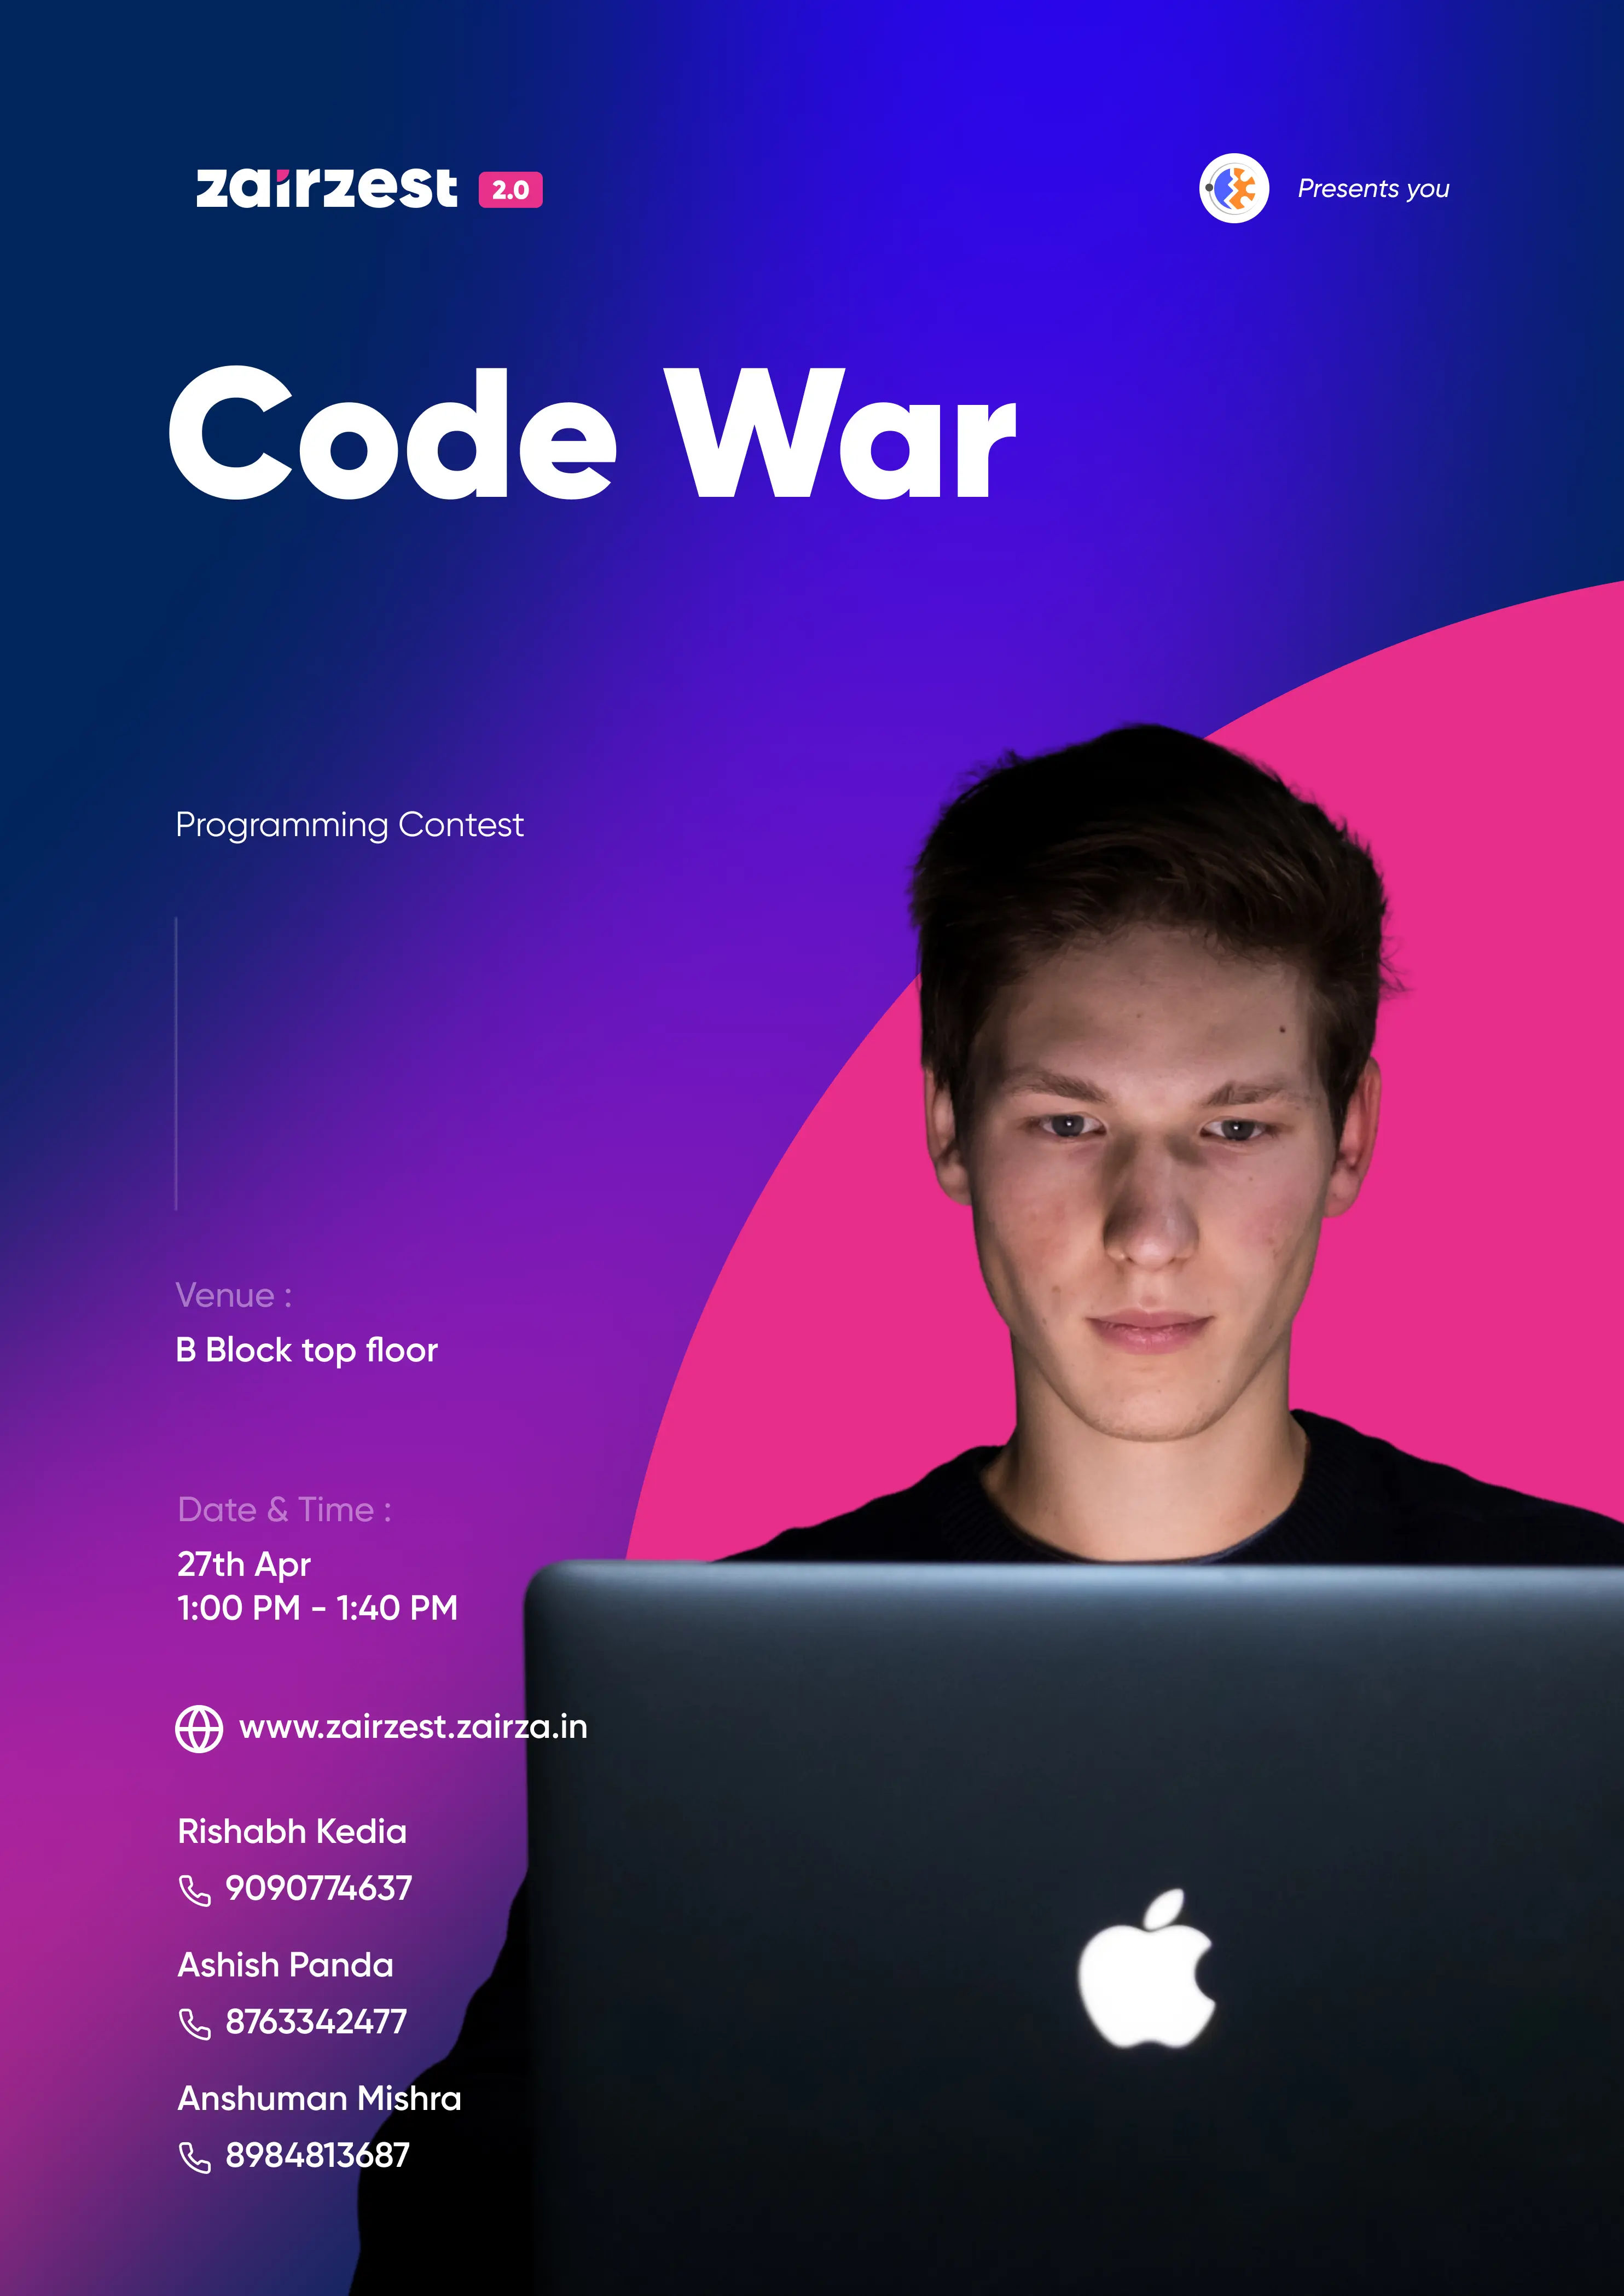 zairzest 2.0
Presents you
Code War
Programming Contest
Venue :
B Block top floor
Date & Time :
27th Apr
1:00 PM - 1:40 PM
www.zairzest.zairza.in
Rishabh Kedia
9090774637
Ashish Panda
8763342477
Anshuman Mishra
8984813687